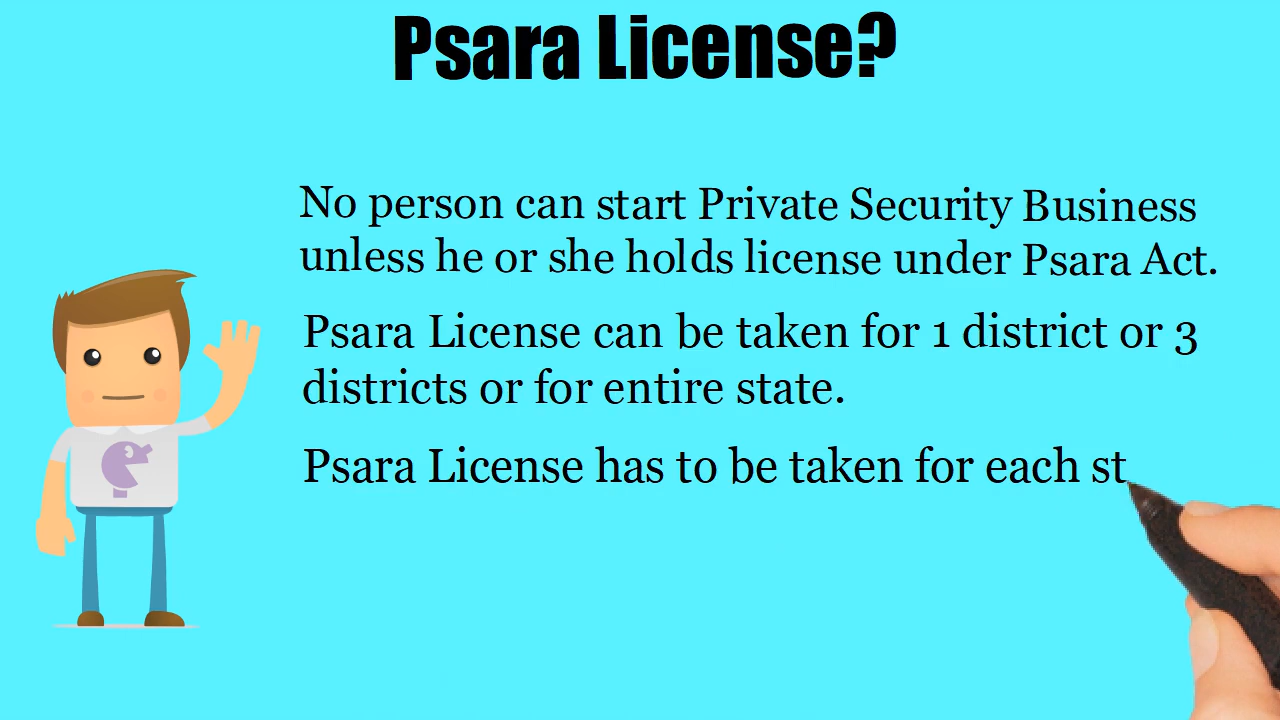 Psara License?
No person can start Private Security Business
unless he or she holds license under Psara Act.
Psara License can be taken for 1 district or 3
districts or for entire state.
Psara License has to be taken for each st